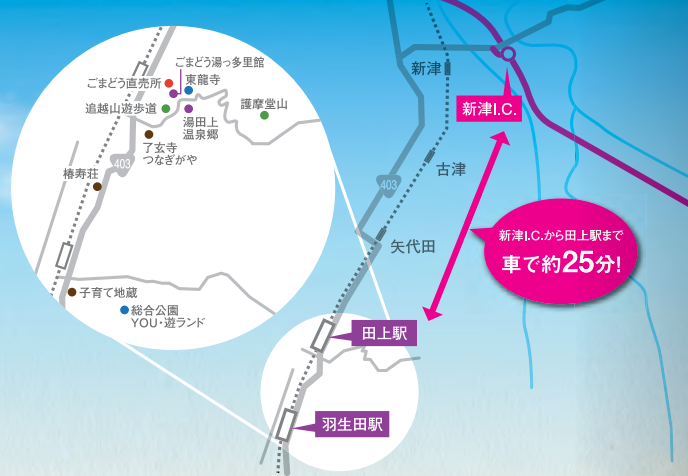 ごまどう湯っ多里館
ごまどう直売所
東龍寺
追越山遊歩道
護摩堂山
湯田上
温泉郷
了玄寺
つなぎがや
403
椿寿荘
子育て地蔵
総合公園
YOU・遊ランド
新津
新津I.C.
古津
403
矢代田
新津I.C.から田上駅まで
車で約25分!
田上駅
羽生田駅